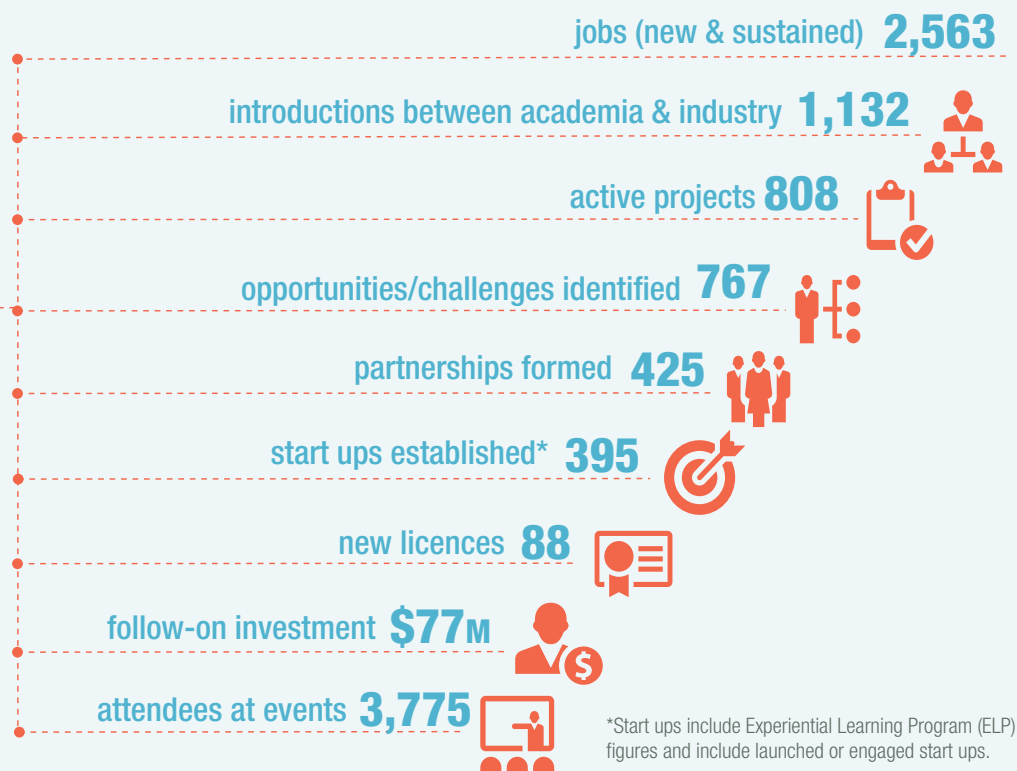 jobs (new & sustained) 2,563
introductions between academia & industry 1,132
active projects 808
opportunities/challenges identified 767
partnerships formed 425
start ups established* 395
new licences 88
follow-on investment $77M
$
attendees at events 3,775
*Start ups include Experiential Learning Program (ELP)
figures and include launched or engaged start ups.